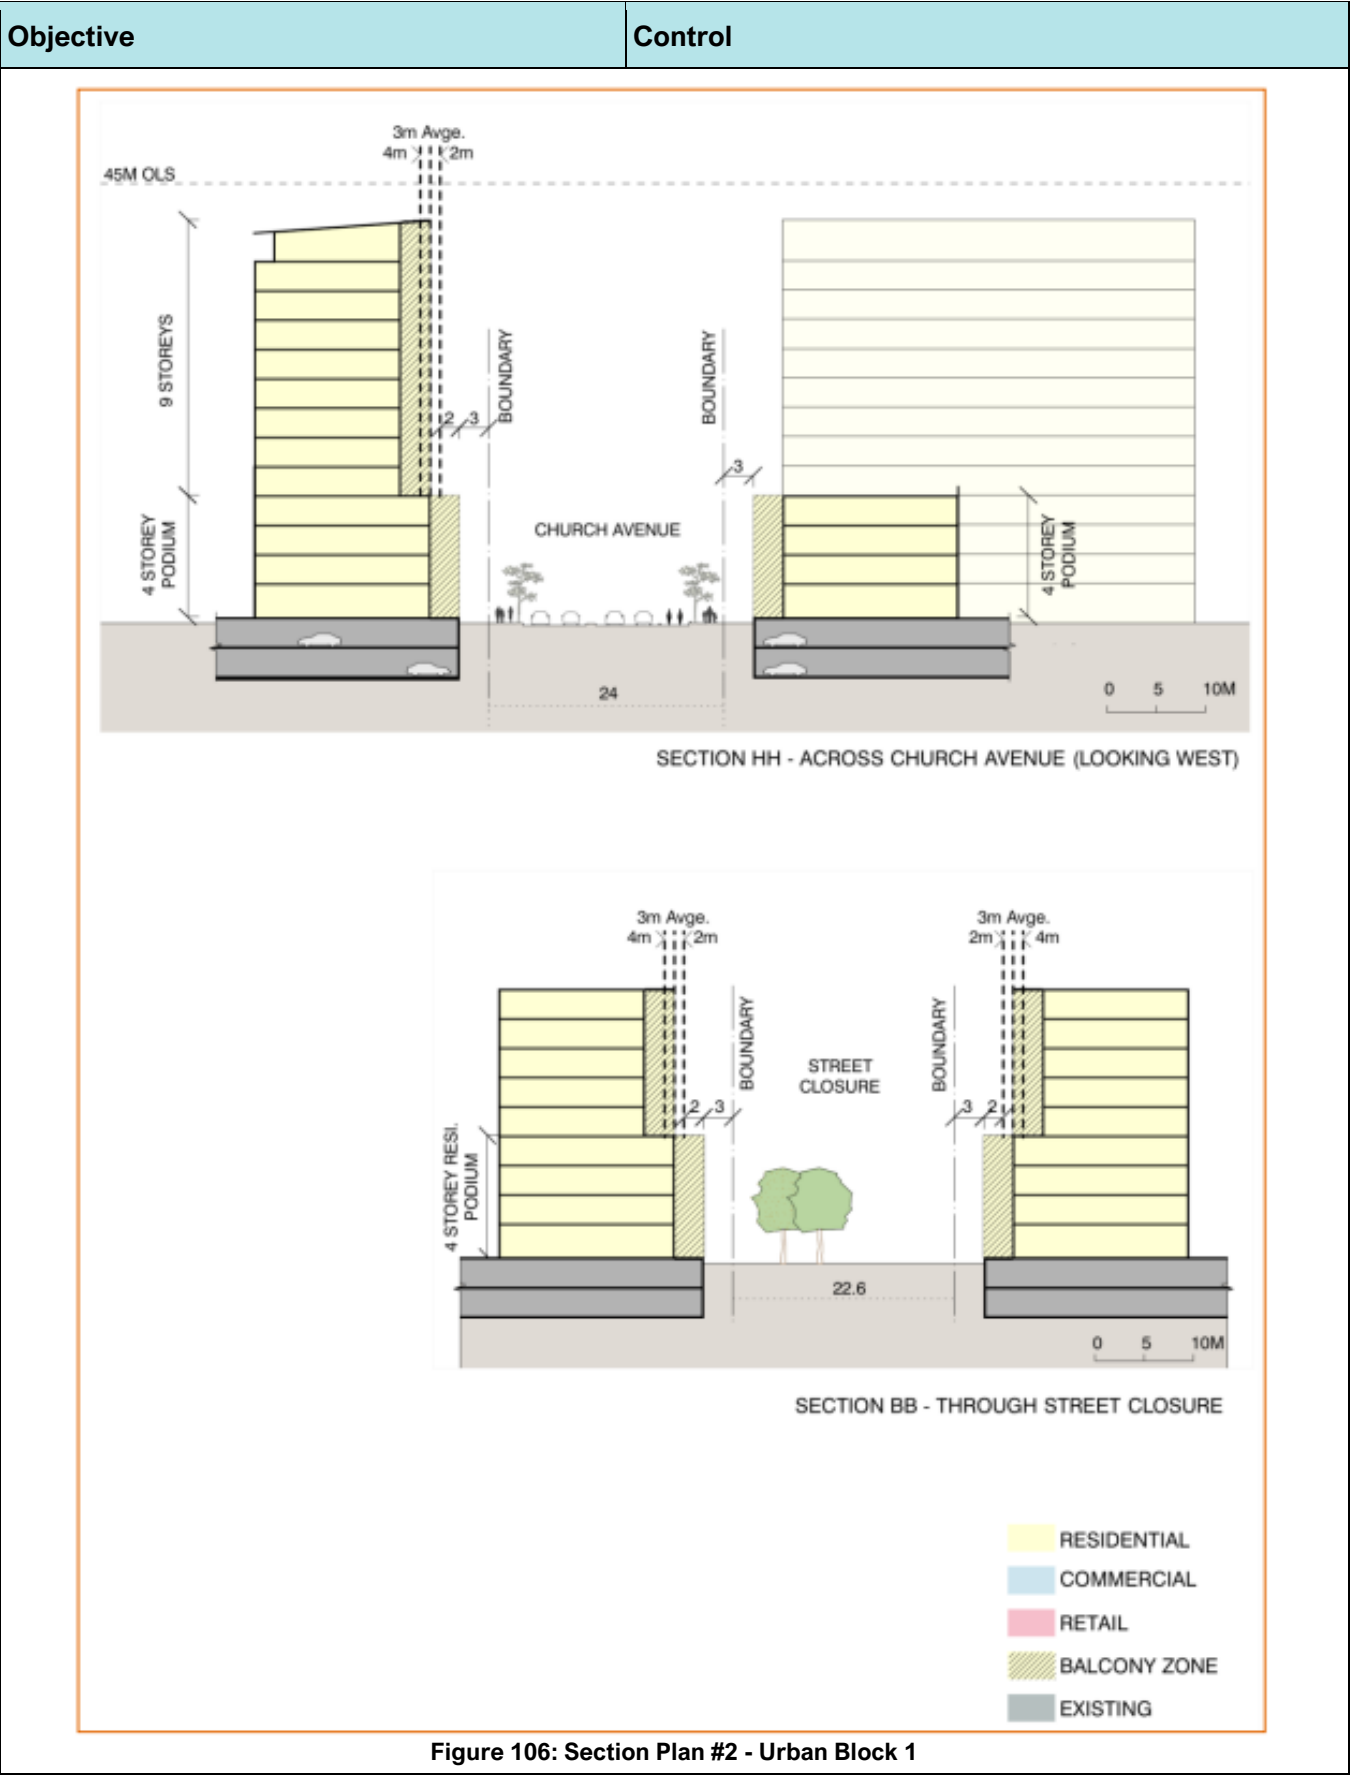 Objective
Control
3m Avge.
4m
2m
45M OLS
9 STOREYS
4 STOREY
PODIUM
2
3
BOUNDARY
BOUNDARY
3
CHURCH AVENUE
4 STOREY
PODIUM
24
0 5 10M
SECTION HH - ACROSS CHURCH AVENUE (LOOKING WEST)
3m Avge.
4m
2m
3m Avge.
2m
4m
BOUNDARY
BOUNDARY
STREET
CLOSURE
2
3
3
2
4 STOREY RESI.
PODIUM
22.6
0 5 10M
SECTION BB - THROUGH STREET CLOSURE
RESIDENTIAL
COMMERCIAL
RETAIL
BALCONY ZONE
EXISTING
Figure 106: Section Plan #2 - Urban Block 1